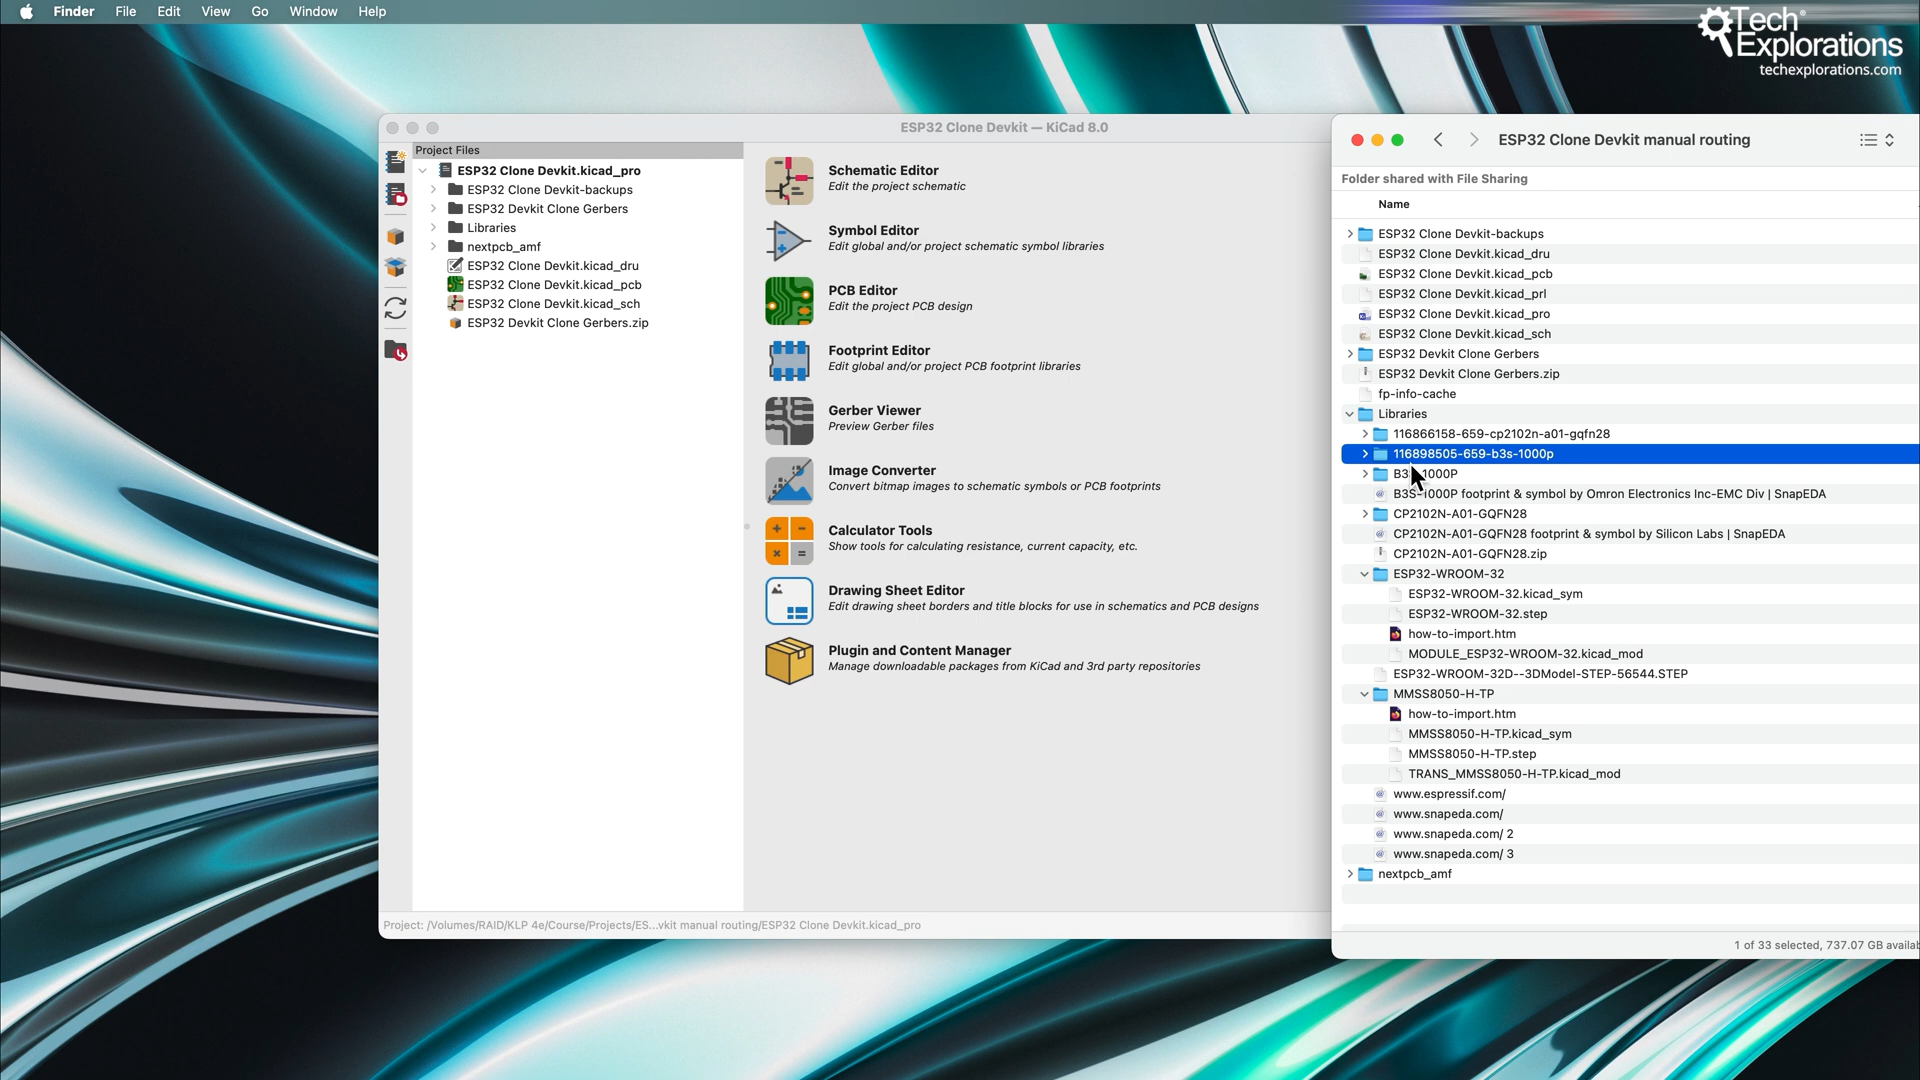 Finder File Edit View Go Window Help
Tech Explorations
techexplorations.com
ESP32 Clone Devkit — KiCad 8.0
Project Files
ESP32 Clone Devkit.kicad_pro
ESP32 Clone Devkit-backups
ESP32 Devkit Clone Gerbers
Libraries
nextpcb_amf
ESP32 Clone Devkit.kicad_dru
ESP32 Clone Devkit.kicad_pcb
ESP32 Clone Devkit.kicad_sch
ESP32 Devkit Clone Gerbers.zip
Schematic Editor
Edit the project schematic
Symbol Editor
Edit global and/or project schematic symbol libraries
PCB Editor
Edit the project PCB design
Footprint Editor
Edit global and/or project PCB footprint libraries
Gerber Viewer
Preview Gerber files
Image Converter
Convert bitmap images to schematic symbols or PCB footprints
Calculator Tools
Show tools for calculating resistance, current capacity, etc.
Drawing Sheet Editor
Edit drawing sheet borders and title blocks for use in schematics and PCB designs
Plugin and Content Manager
Manage downloadable packages from KiCad and 3rd party repositories
Project: /Volumes/RAID/KLP 4e/Course/Projects/ES...vkit manual routing/ESP32 Clone Devkit.kicad_pro
ESP32 Clone Devkit manual routing
Folder shared with File Sharing
Name
ESP32 Clone Devkit-backups
ESP32 Clone Devkit.kicad_dru
ESP32 Clone Devkit.kicad_pcb
ESP32 Clone Devkit.kicad_prl
ESP32 Clone Devkit.kicad_pro
ESP32 Clone Devkit.kicad_sch
ESP32 Devkit Clone Gerbers
ESP32 Devkit Clone Gerbers.zip
fp-info-cache
Libraries
116866158-659-cp2102n-a01-gqfn28
116898505-659-b3s-1000p
B3S-1000P
B3S-1000P footprint & symbol by Omron Electronics Inc-EMC Div | SnapEDA
CP2102N-A01-GQFN28
CP2102N-A01-GQFN28 footprint & symbol by Silicon Labs | SnapEDA
CP2102N-A01-GQFN28.zip
ESP32-WROOM-32
ESP32-WROOM-32.kicad_sym
ESP32-WROOM-32.step
how-to-import.htm
MODULE_ESP32-WROOM-32.kicad_mod
ESP32-WROOM-32D--3DModel-STEP-56544.STEP
MMSS8050-H-TP
how-to-import.htm
MMSS8050-H-TP.kicad_sym
MMSS8050-H-TP.step
TRANS_MMSS8050-H-TP.kicad_mod
www.espressif.com/
www.snapeda.com/
www.snapeda.com/ 2
www.snapeda.com/ 3
nextpcb_amf
1 of 33 selected, 737.07 GB availab